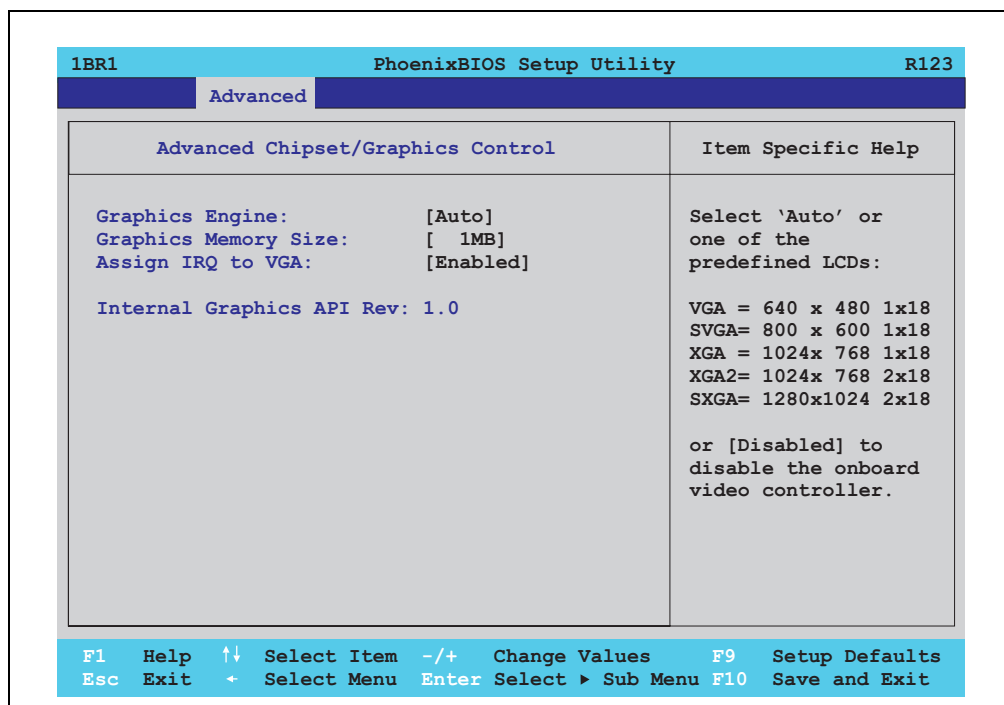 1BR1 PhoenixBIOS Setup Utility R123
Advanced
Advanced Chipset/Graphics Control
Graphics Engine: [Auto]
Graphics Memory Size: [  1MB]
Assign IRQ to VGA: [Enabled]
Internal Graphics API Rev: 1.0
Item Specific Help
Select ‘Auto’ or
one of the
predefined LCDs:
VGA = 640 x 480 1x18
SVGA= 800 x 600 1x18
XGA = 1024x 768 1x18
XGA2= 1024x 768 2x18
SXGA= 1280x1024 2x18
or [Disabled] to
disable the onboard
video controller.
F1 Help ↑↓ Select Item -/+ Change Values F9 Setup Defaults
Esc Exit ← Select Menu Enter Select ▶ Sub Menu F10 Save and Exit